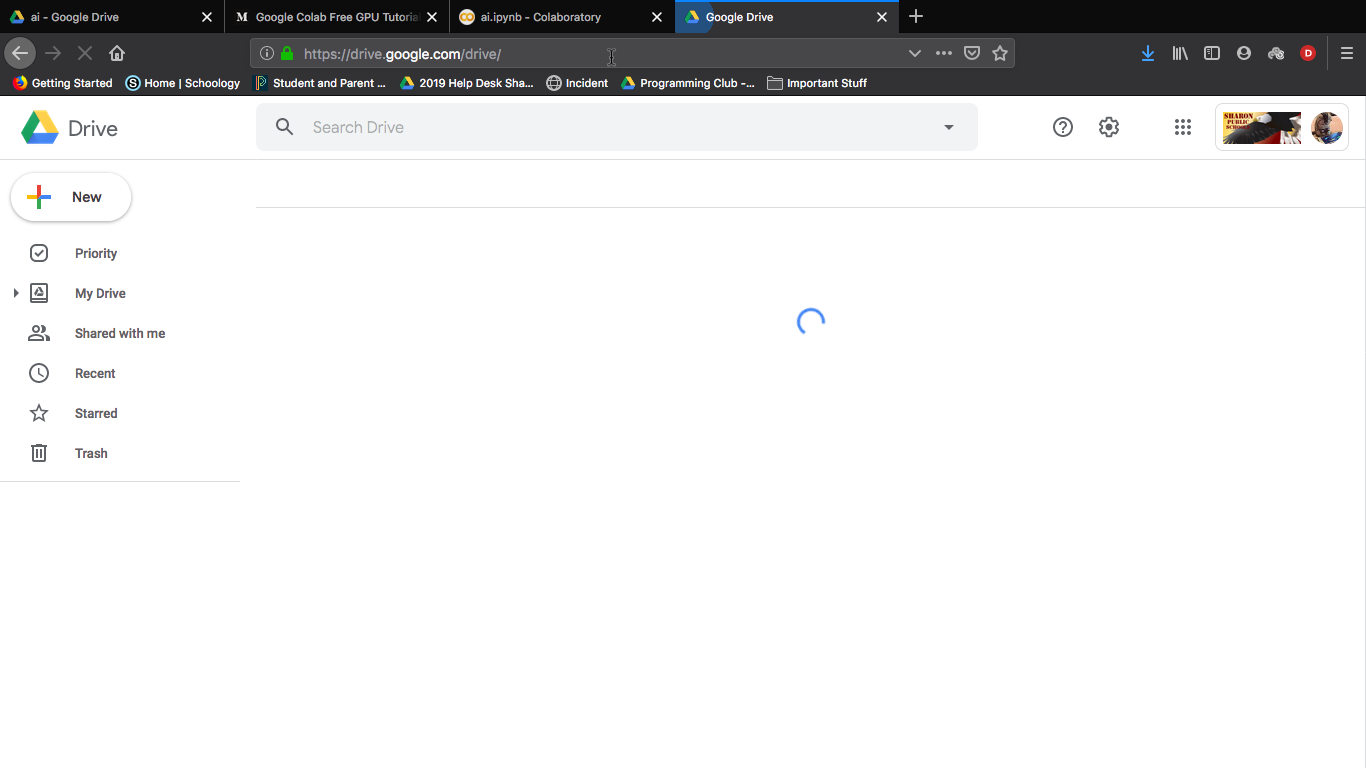 ai - Google Drive
M Google Colab Free GPU Tutoria
ai.ipynb - Colaboratory
Google Drive
https://drive.google.com/drive/
D
Getting Started
S Home | Schoology
P Student and Parent ...
2019 Help Desk Sha...
Incident
Programming Club -...
Important Stuff
Drive
Search Drive
SHARON
PUBLIC
SCHOOLS
New
Priority
My Drive
Shared with me
Recent
Starred
Trash